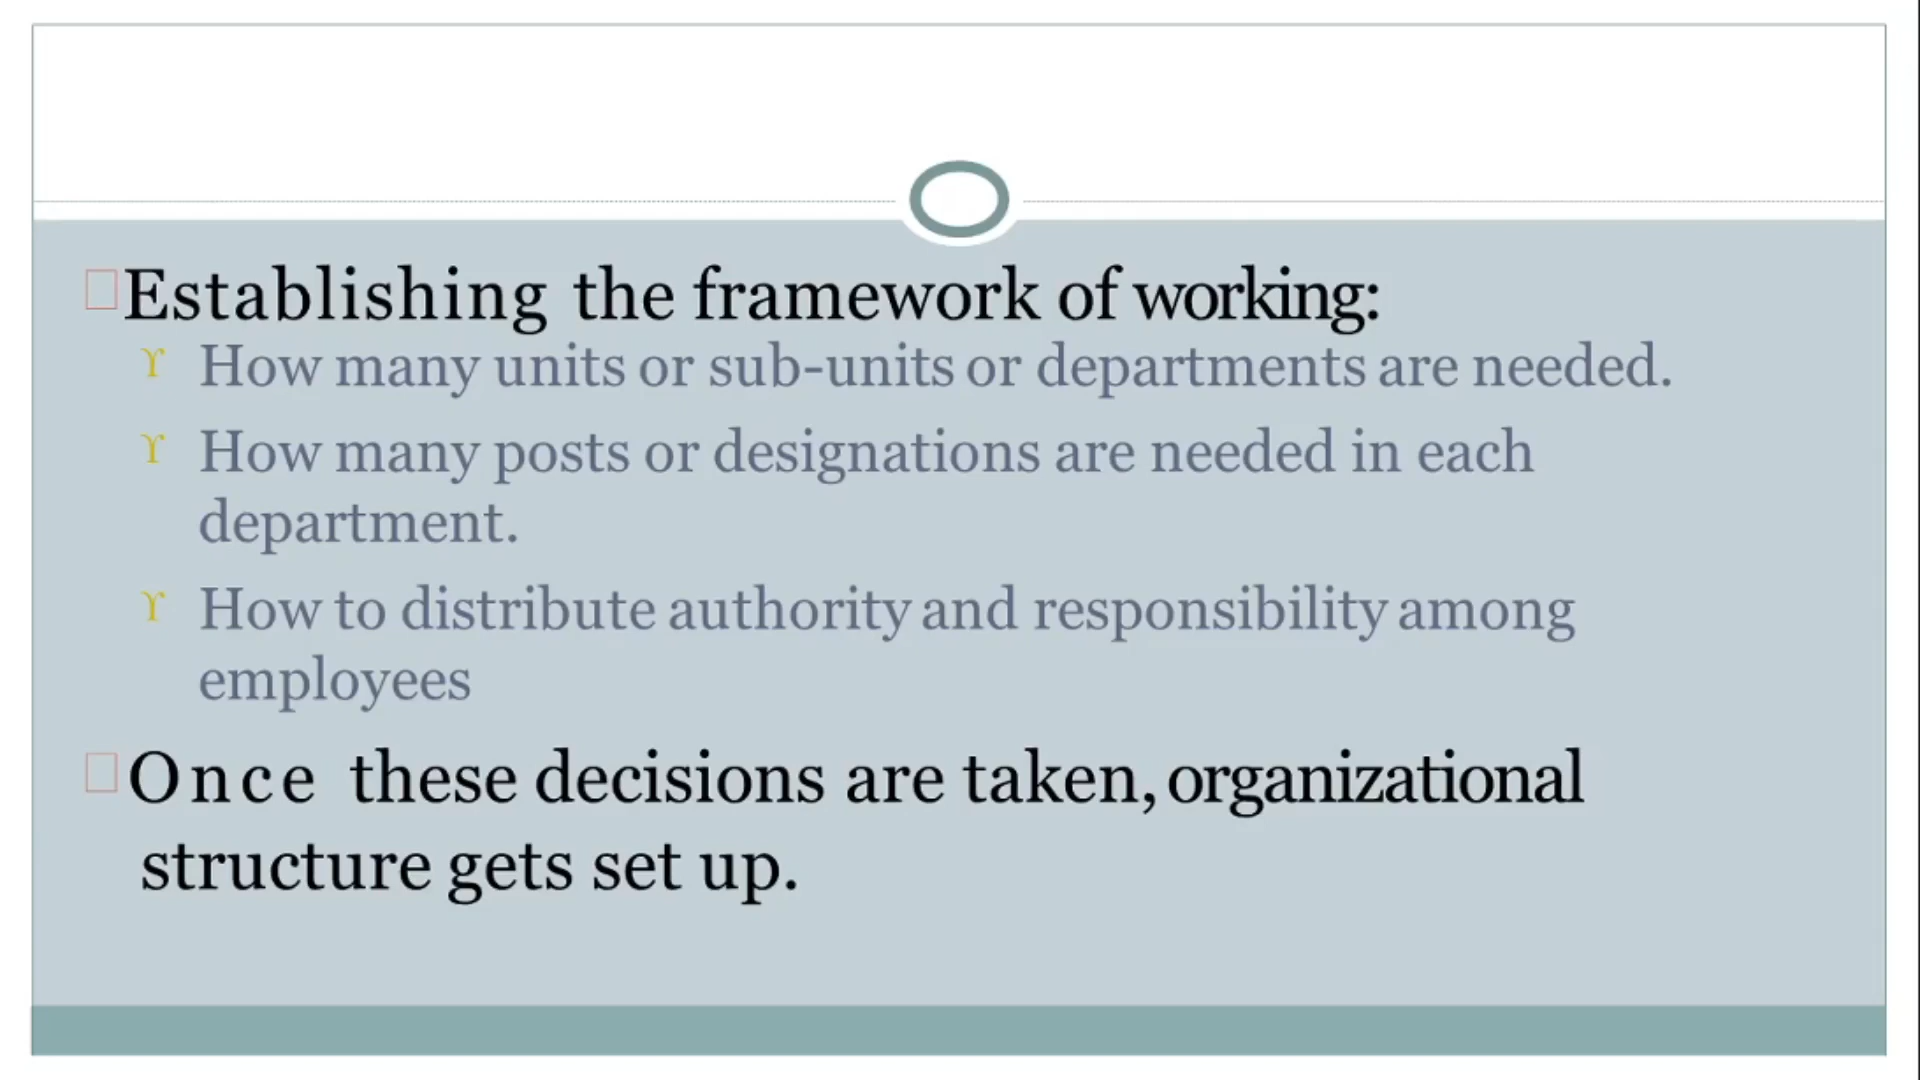 Establishing the framework of working:
ϒ How many units or sub-units or departments are needed.
ϒ How many posts or designations are needed in each
department.
ϒ How to distribute authority and responsibility among
employees
Once these decisions are taken, organizational
structure gets set up.